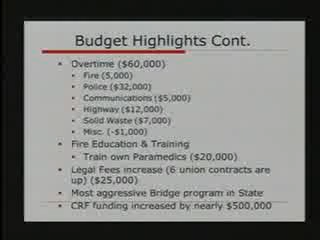 Budget Highlights Cont.
Overtime ($60,000)
Fire (5,000)
Police ($32,000)
Communications ($5,000)
Highway ($12,000)
Solid Waste ($7,000)
Misc. (-$1,000)
Fire Education & Training
Train own Paramedics ($20,000)
Legal Fees increase (6 union contracts are
up) ($25,000)
Most aggressive Bridge program in State
CRF funding increased by nearly $500,000